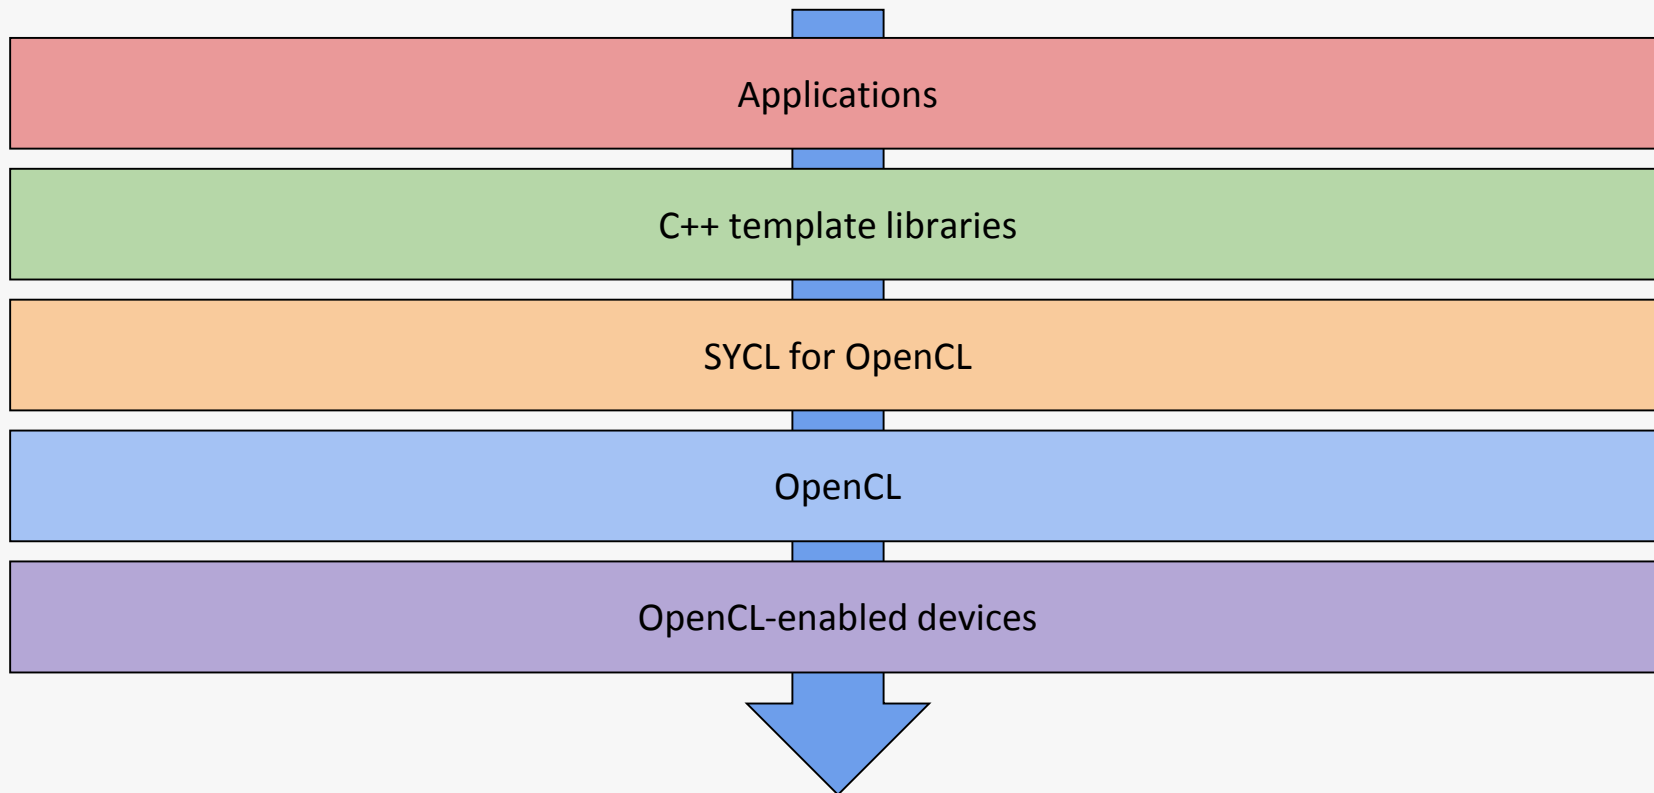 Applications
C++ template libraries
SYCL for OpenCL
OpenCL
OpenCL-enabled devices